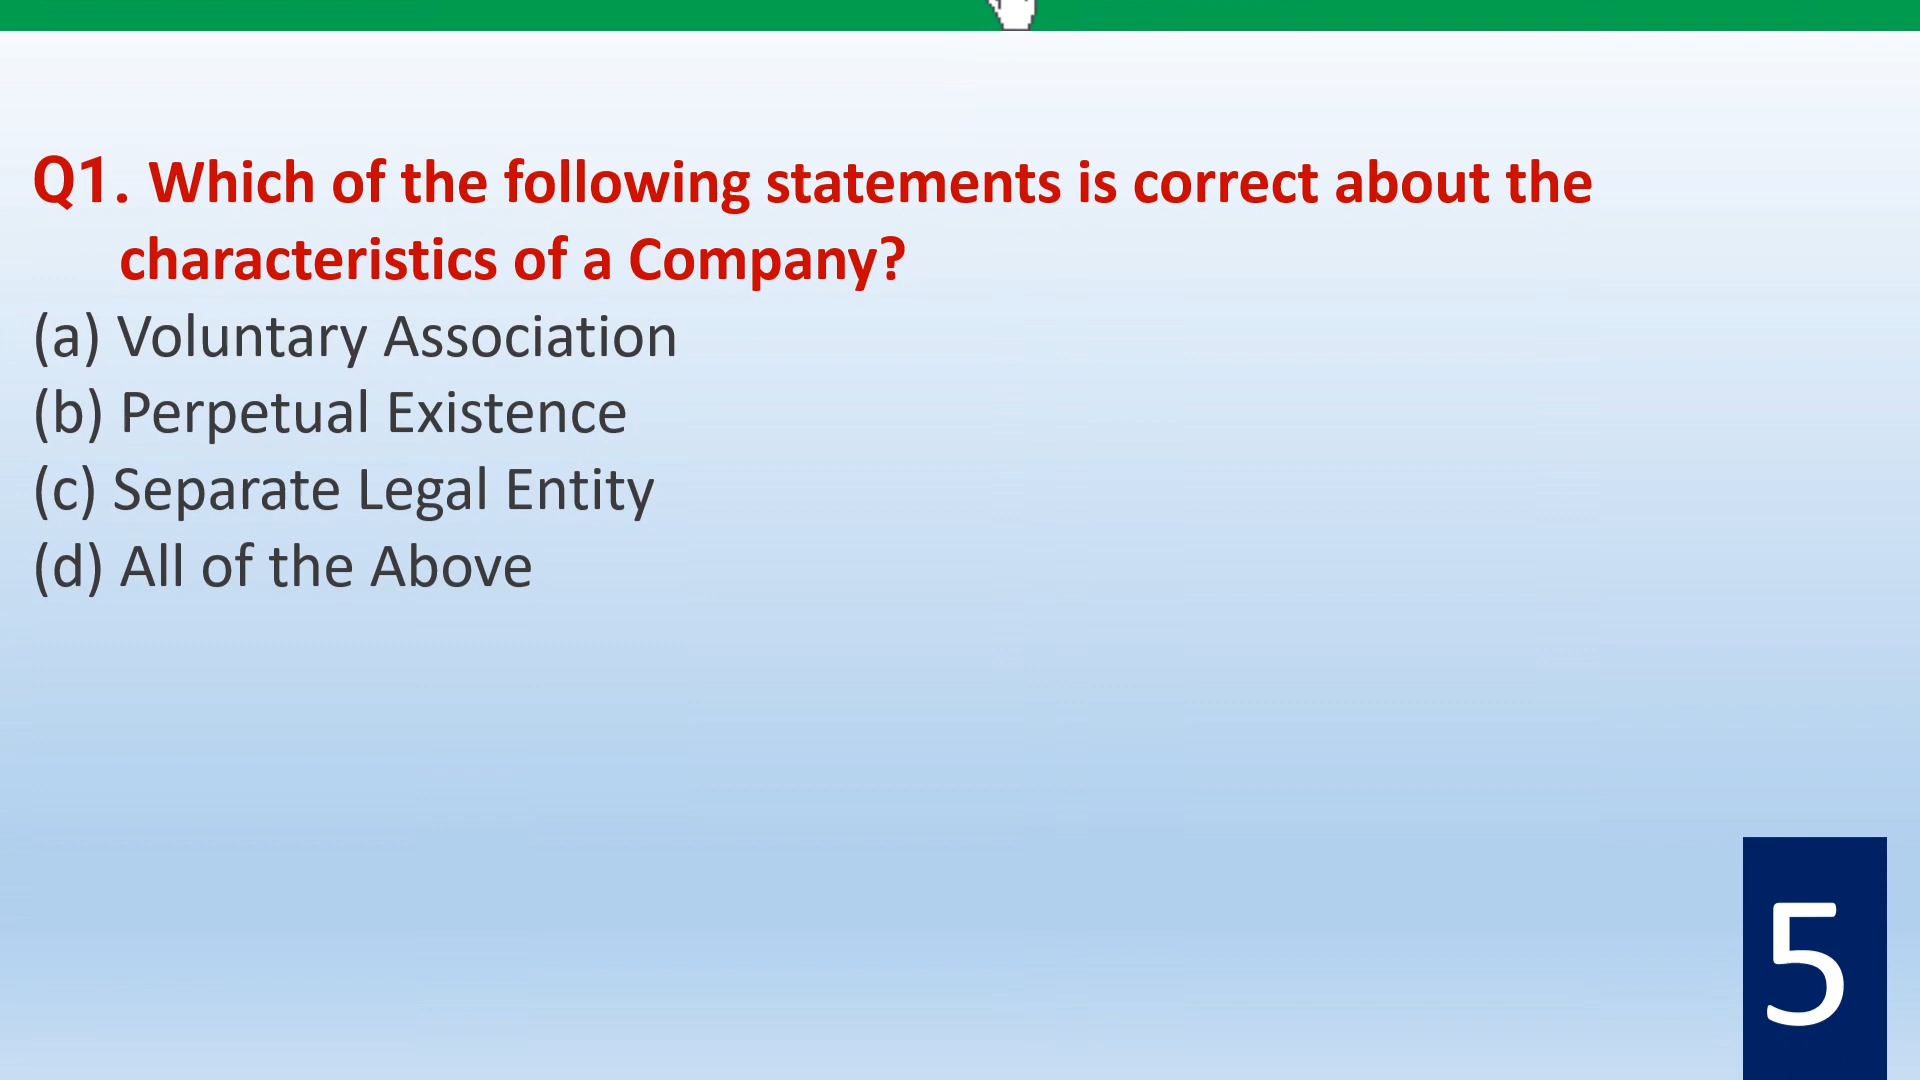 Q1. Which of the following statements is correct about the
characteristics of a Company?
(a) Voluntary Association
(b) Perpetual Existence
(c) Separate Legal Entity
(d) All of the Above
5